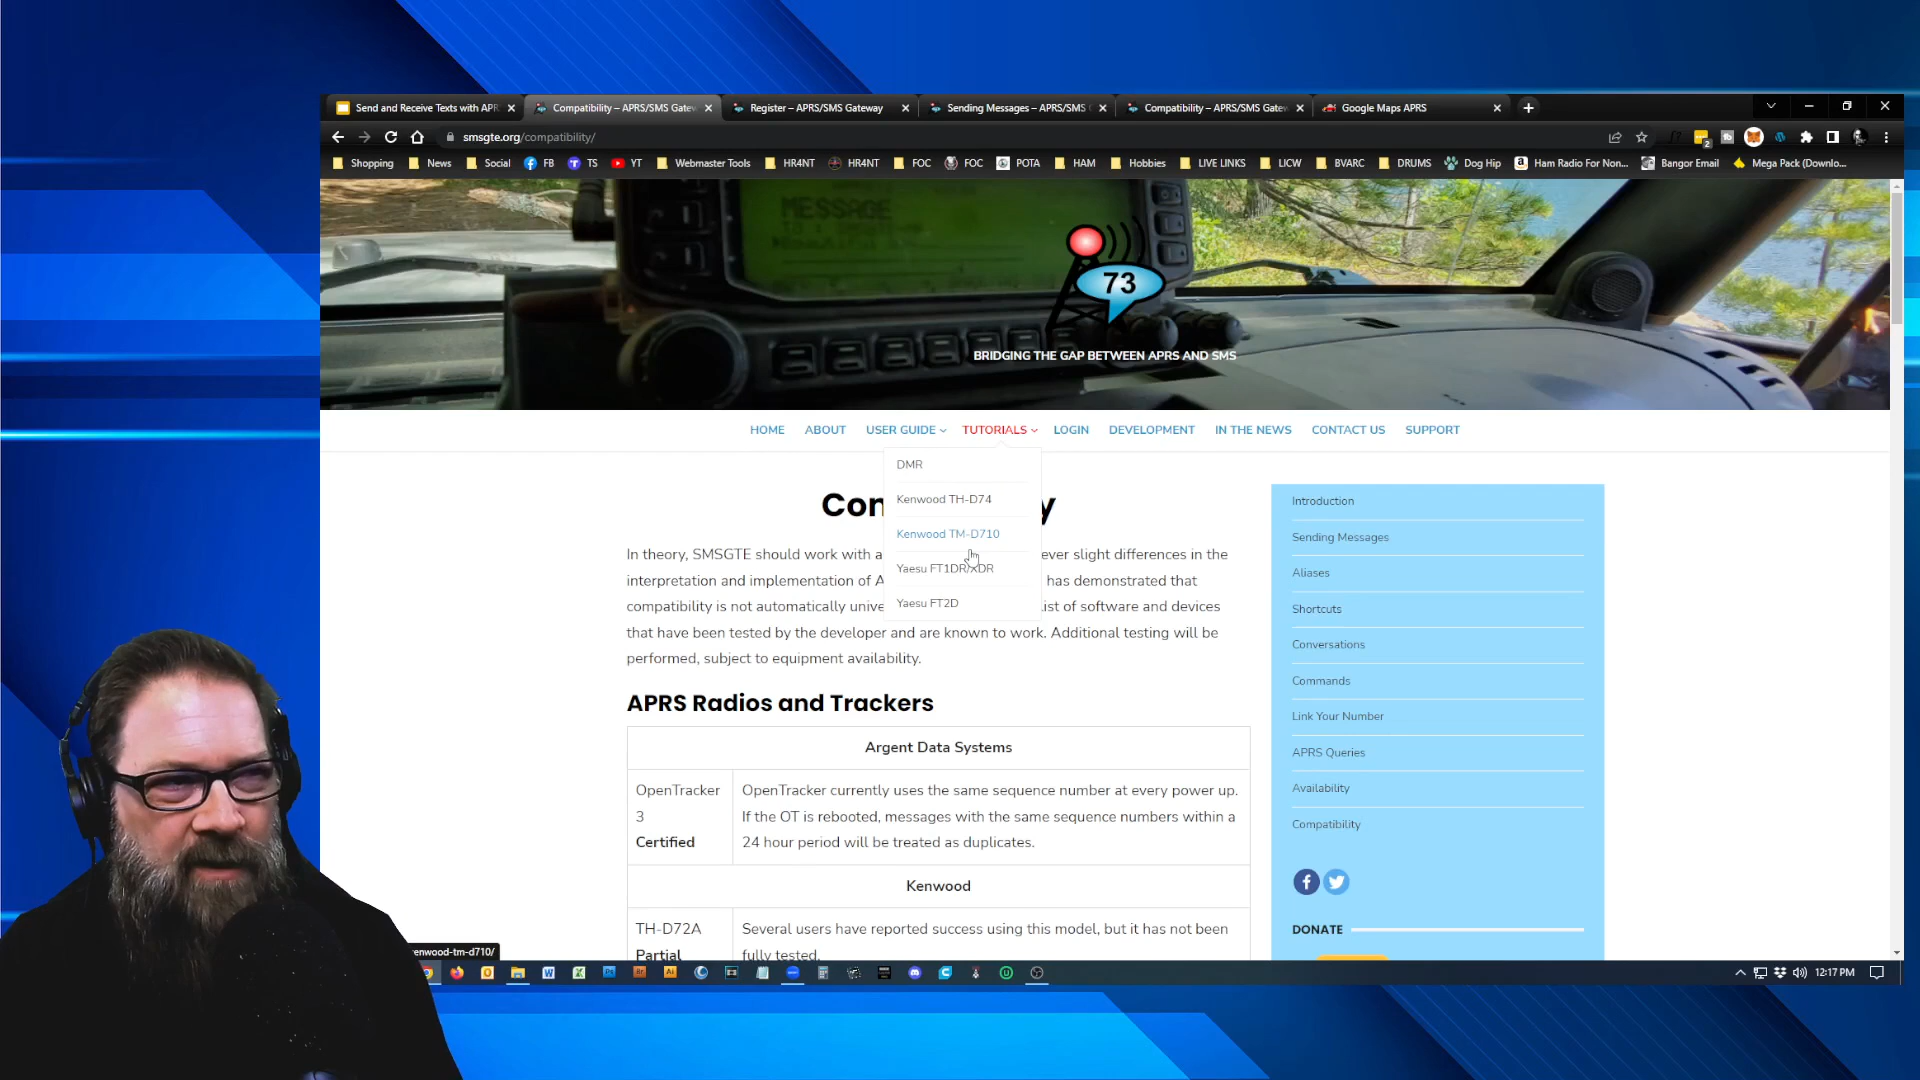 Send and Receive Texts with APR
Compatibility – APRS/SMS Gatew
Register – APRS/SMS Gateway
Sending Messages – APRS/SMS G
Compatibility – APRS/SMS Gatew
Google Maps APRS
smsgte.org/compatibility/
Shopping News Social FB TS YT Webmaster Tools HR4NT HR4NT FOC FOC POTA HAM Hobbies LIVE LINKS LICW BVARC DRUMS Dog Hip Ham Radio For Non... Bangor Email Mega Pack (Downlo...
MESSAGE
73
BRIDGING THE GAP BETWEEN APRS AND SMS
HOME ABOUT USER GUIDE TUTORIALS LOGIN DEVELOPMENT IN THE NEWS CONTACT US SUPPORT
DMR
Kenwood TH-D74
Kenwood TM-D710
Yaesu FT1DR/XDR
Yaesu FT2D
Con y
In theory, SMSGTE should work with a ever slight differences in the
interpretation and implementation of A has demonstrated that
compatibility is not automatically unive ist of software and devices
that have been tested by the developer and are known to work. Additional testing will be
performed, subject to equipment availability.
APRS Radios and Trackers
Argent Data Systems
OpenTracker
3
Certified
OpenTracker currently uses the same sequence number at every power up.
If the OT is rebooted, messages with the same sequence numbers within a
24 hour period will be treated as duplicates.
Kenwood
TH-D72A
Partial
Several users have reported success using this model, but it has not been
fully tested.
Introduction
Sending Messages
Aliases
Shortcuts
Conversations
Commands
Link Your Number
APRS Queries
Availability
Compatibility
DONATE
kenwood-tm-d710/
12:17 PM